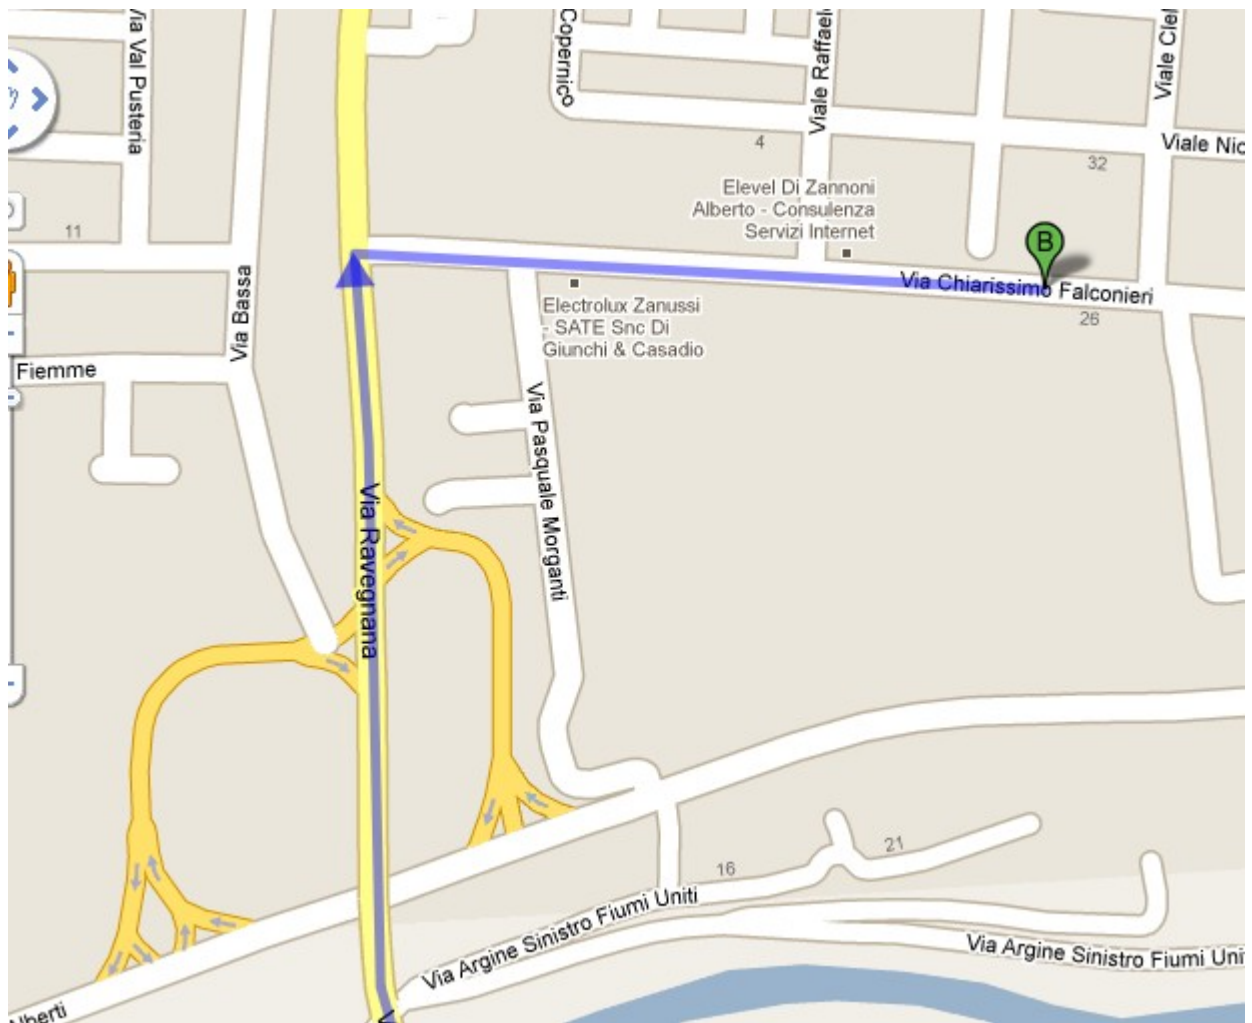 Via Val Pusteria
Copernico
Viale Raffael
Viale Clel
Viale Nic
4
32
Elevel Di Zannoni
Alberto - Consulenza
Servizi Internet
11
B
Via Chiarissimo Falconieri
26
Via Bassa
Electrolux Zanussi
- SATE Snc Di
Giunchi & Casadio
Fiemme
Via Pasquale Morganti
Via Ravegnana
21
16
Via Argine Sinistro Fiumi Uniti
Via Argine Sinistro Fiumi Unit
lberti
V